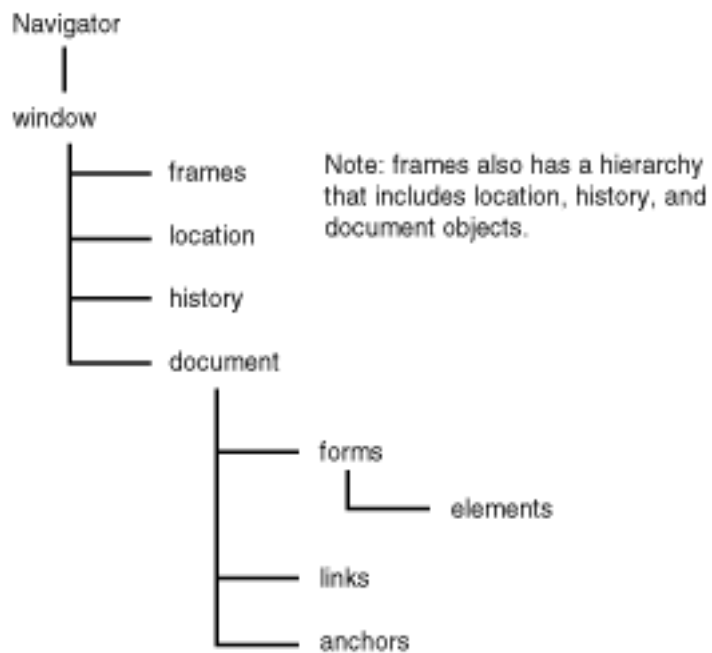 Navigator
window
frames
Note: frames also has a hierarchy
that includes location, history, and
document objects.
location
history
document
forms
elements
links
anchors